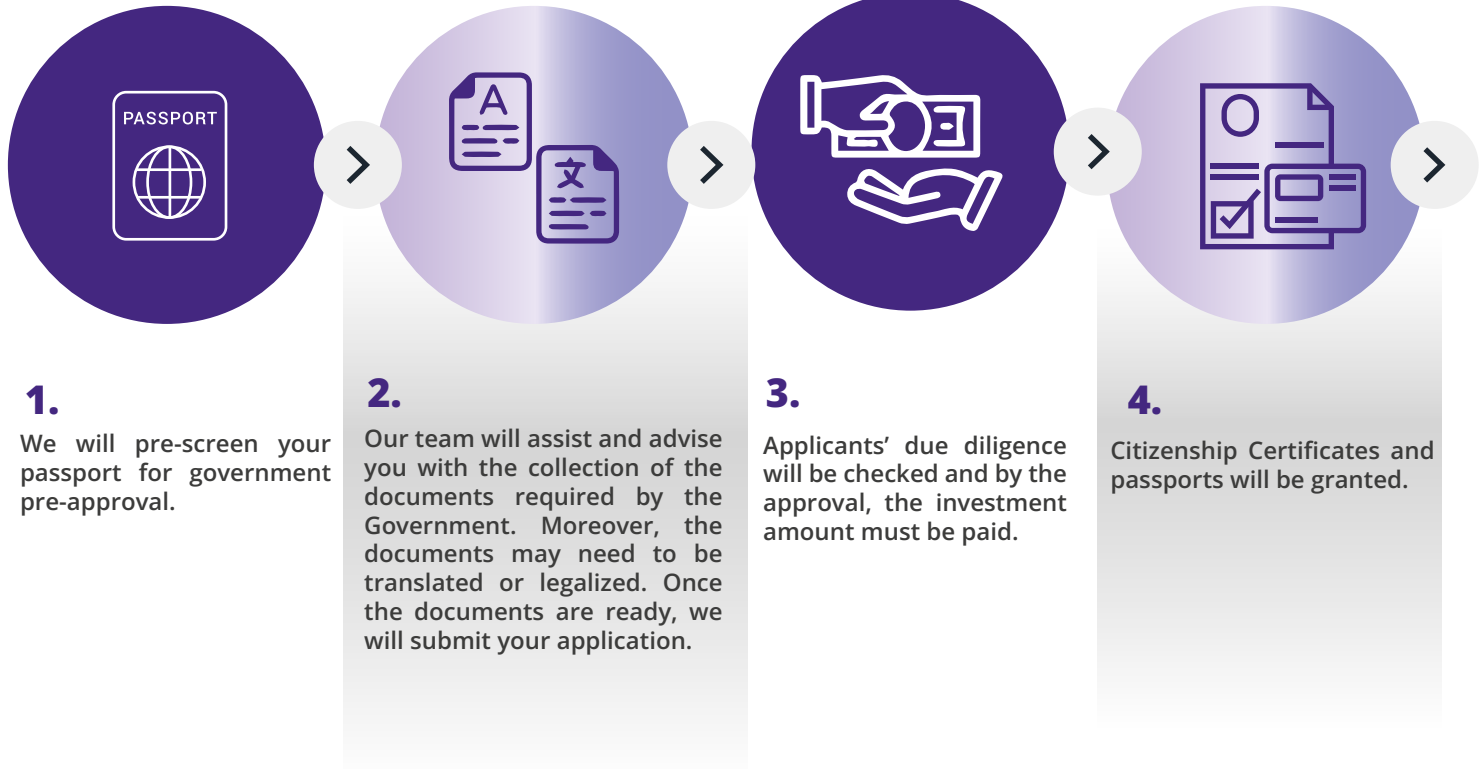 PASSPORT
A
文
1.
We will pre-screen your
passport for government
pre-approval.
2.
Our team will assist and advise
you with the collection of the
documents required by the
Government. Moreover, the
documents may need to be
translated or legalized. Once
the documents are ready, we
will submit your application.
3.
Applicants’ due diligence
will be checked and by the
approval, the investment
amount must be paid.
4.
Citizenship Certificates and
passports will be granted.